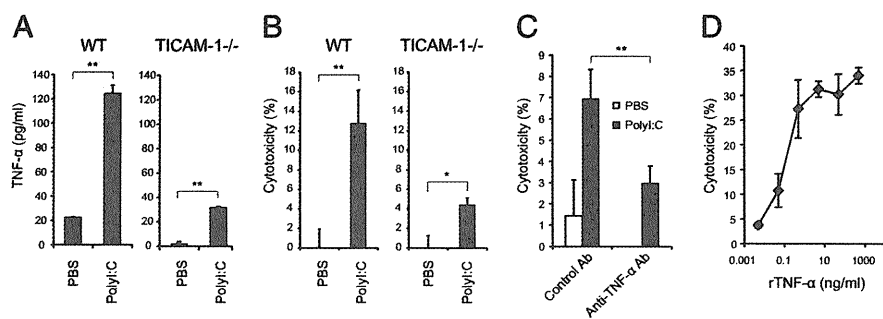 A
WT
TICAM-1-/-
TNF-α (pg/ml)
140
120
100
80
60
40
20
0
**
PBS
PolyI:C
140
120
100
80
60
40
20
0
**
PBS
PolyI:C
B
WT
TICAM-1-/-
Cytotoxicity (%)
18
16
14
12
10
8
6
4
2
0
**
PBS
PolyI:C
18
16
14
12
10
8
6
4
2
0
*
PBS
PolyI:C
C
Cytotoxicity (%)
9
8
7
6
5
4
3
2
1
0
**
PBS
PolyI:C
Control Ab
Anti-TNF-α Ab
D
Cytotoxicity (%)
40
35
30
25
20
15
10
5
0
0.001
0.1
10
1000
rTNF-α (ng/ml)